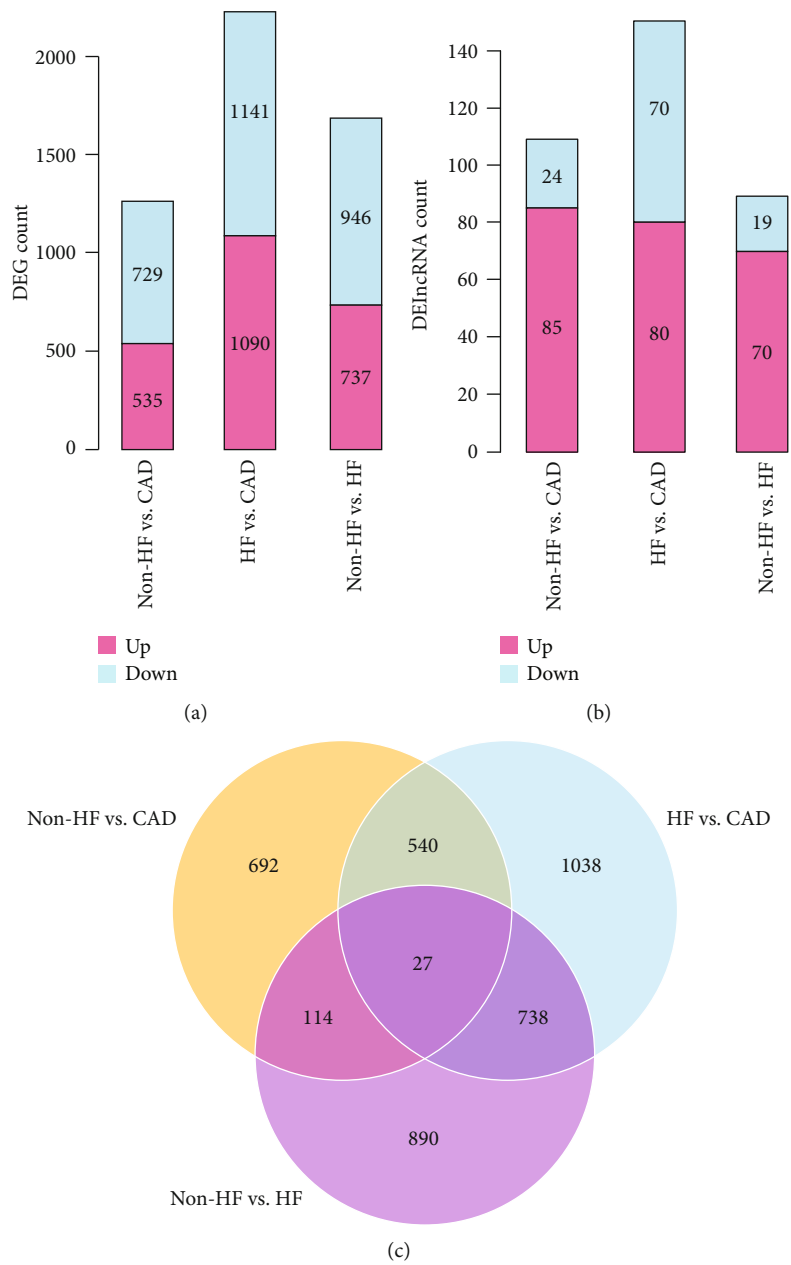 DEG count
2000
1500
1000
500
0
729
535
1141
1090
946
737
Non-HF vs. CAD
HF vs. CAD
Non-HF vs. HF
Up
Down
(a)
DElncRNA count
140
120
100
80
60
40
20
0
24
85
70
80
19
70
Non-HF vs. CAD
HF vs. CAD
Non-HF vs. HF
Up
Down
(b)
Non-HF vs. CAD
HF vs. CAD
692
540
1038
27
114
738
890
Non-HF vs. HF
(c)